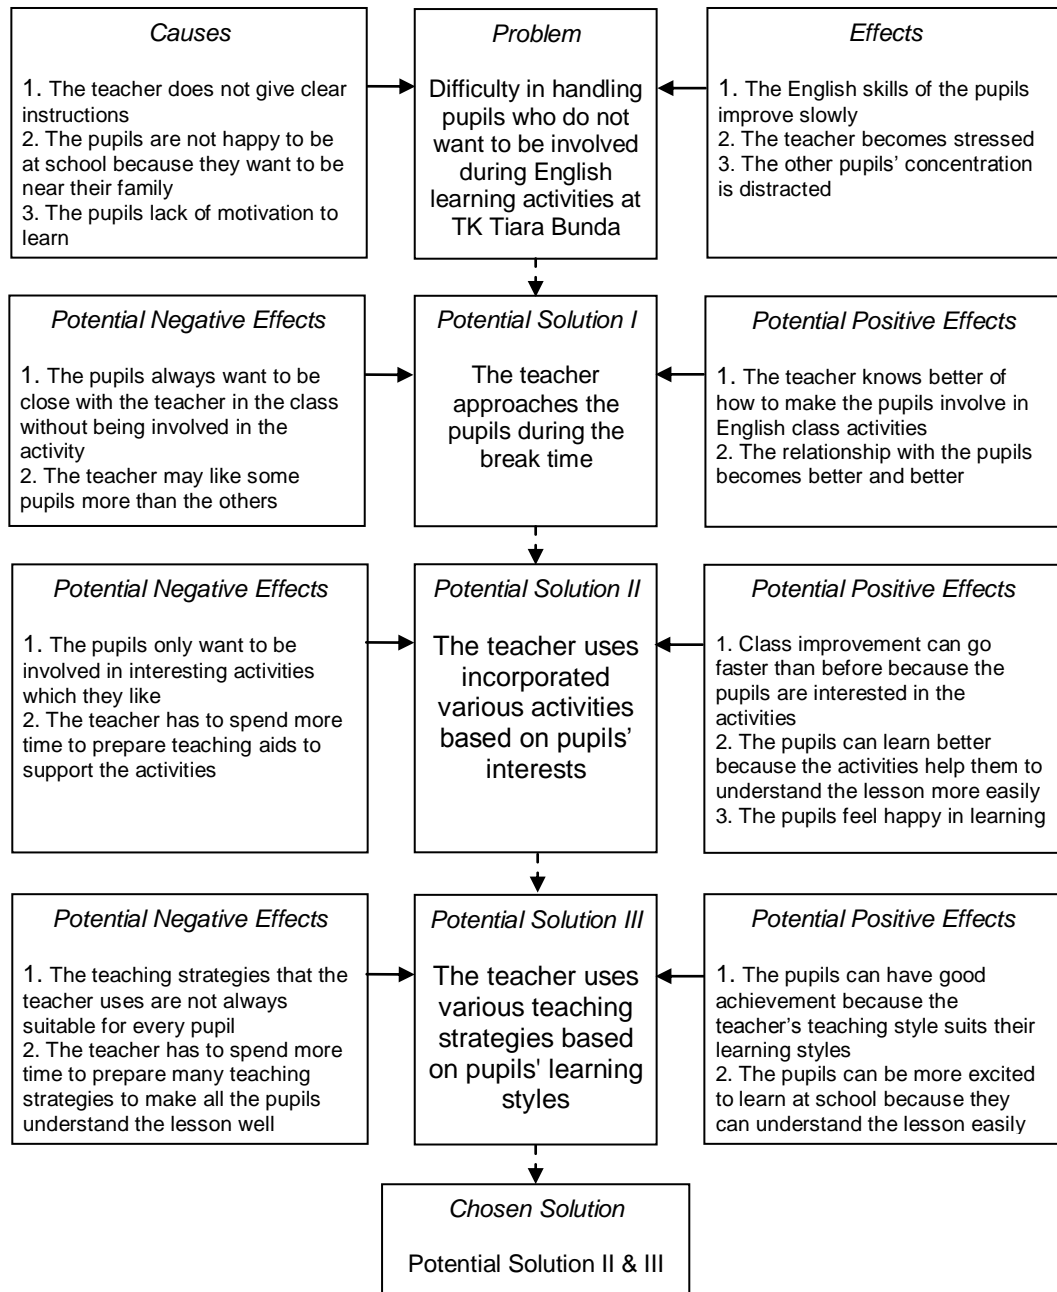 Causes
1. The teacher does not give clear
instructions
2. The pupils are not happy to be
at school because they want to be
near their family
3. The pupils lack of motivation to
learn
Problem
Difficulty in handling
pupils who do not
want to be involved
during English
learning activities at
TK Tiara Bunda
Effects
1. The English skills of the pupils
improve slowly
2. The teacher becomes stressed
3. The other pupils' concentration
is distracted
Potential Negative Effects
1. The pupils always want to be
close with the teacher in the class
without being involved in the
activity
2. The teacher may like some
pupils more than the others
Potential Solution I
The teacher
approaches the
pupils during the
break time
Potential Positive Effects
1. The teacher knows better of
how to make the pupils involve in
English class activities
2. The relationship with the pupils
becomes better and better
Potential Negative Effects
1. The pupils only want to be
involved in interesting activities
which they like
2. The teacher has to spend more
time to prepare teaching aids to
support the activities
Potential Solution II
The teacher uses
incorporated
various activities
based on pupils'
interests
Potential Positive Effects
1. Class improvement can go
faster than before because the
pupils are interested in the
activities
2. The pupils can learn better
because the activities help them to
understand the lesson more easily
3. The pupils feel happy in learning
Potential Negative Effects
1. The teaching strategies that the
teacher uses are not always
suitable for every pupil
2. The teacher has to spend more
time to prepare many teaching
strategies to make all the pupils
understand the lesson well
Potential Solution III
The teacher uses
various teaching
strategies based
on pupils' learning
styles
Potential Positive Effects
1. The pupils can have good
achievement because the
teacher's teaching style suits their
learning styles
2. The pupils can be more excited
to learn at school because they
can understand the lesson easily
Chosen Solution
Potential Solution II & III